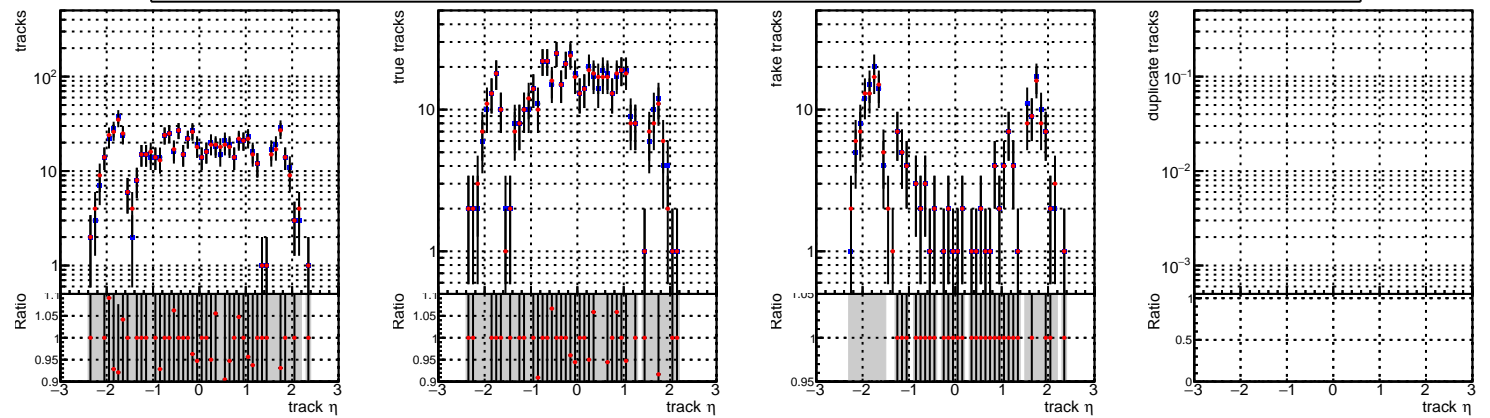 tracks
10²
10
1
Ratio
1.1
1.05
1
0.95
0.9
−3 −2 −1 0 1 2 3
track η
true tracks
10
1
Ratio
1.1
1.05
1
0.95
0.9
−3 −2 −1 0 1 2 3
track η
fake tracks
10
1
Ratio
1.05
1
0.95
−3 −2 −1 0 1 2 3
track η
duplicate tracks
10⁻¹
10⁻²
10⁻³
Ratio
1
0.5
0
−3 −2 −1 0 1 2 3
track η